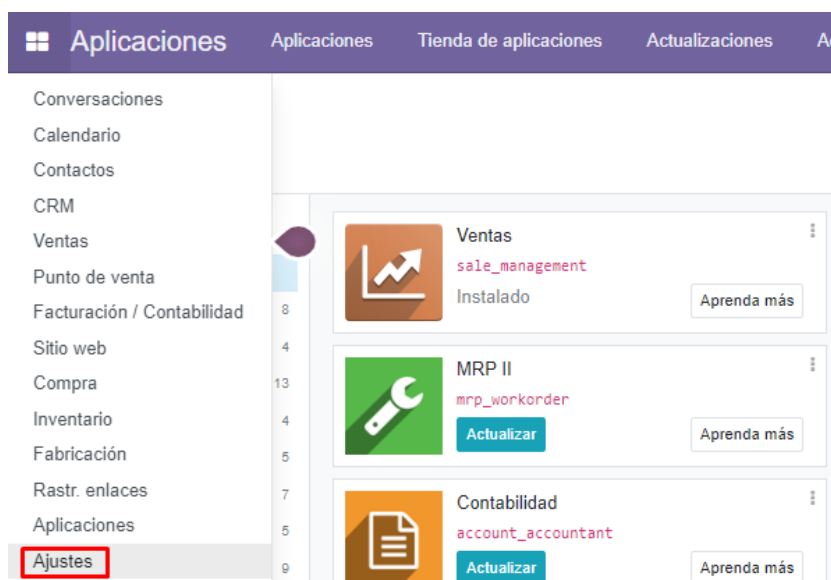 Aplicaciones Aplicaciones Tienda de aplicaciones Actualizaciones
Conversaciones
Calendario
Contactos
CRM
Ventas
Punto de venta
Facturación / Contabilidad
Sitio web
Compra
Inventario
Fabricación
Rastr. enlaces
Aplicaciones
Ajustes
8
4
13
4
5
7
5
9
Ventas
sale_management
Instalado
Aprenda más
MRP II
mrp_workorder
Actualizar
Aprenda más
Contabilidad
account_accountant
Actualizar
Aprenda más